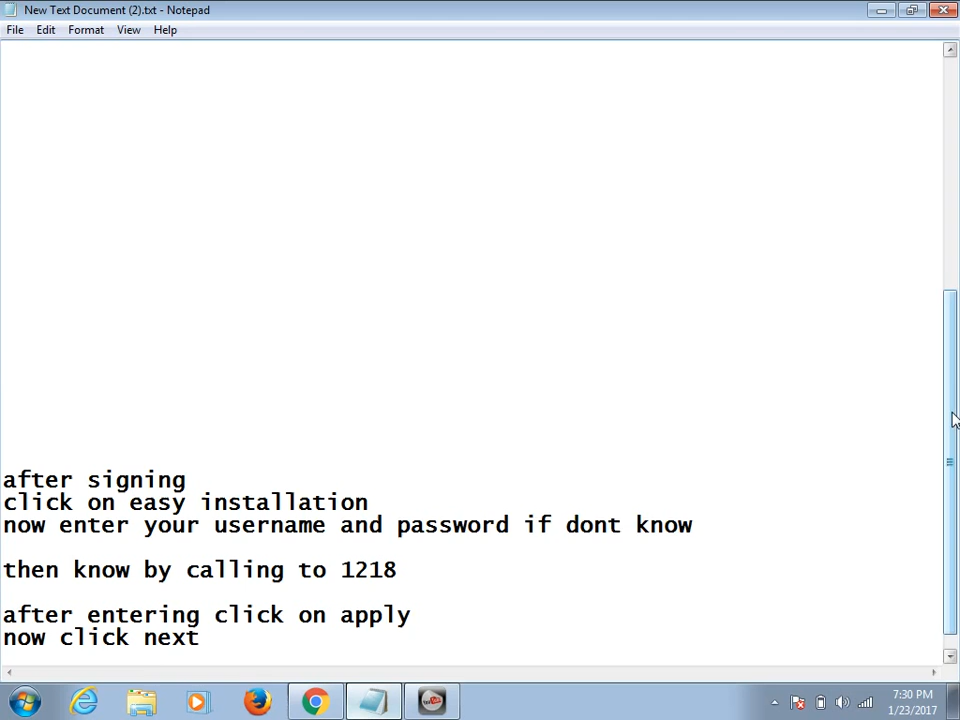 New Text Document (2).txt - Notepad
File Edit Format View Help
after signing
click on easy installation
now enter your username and password if dont know
then know by calling to 1218
after entering click on apply
now click next
7:30 PM
1/23/2017